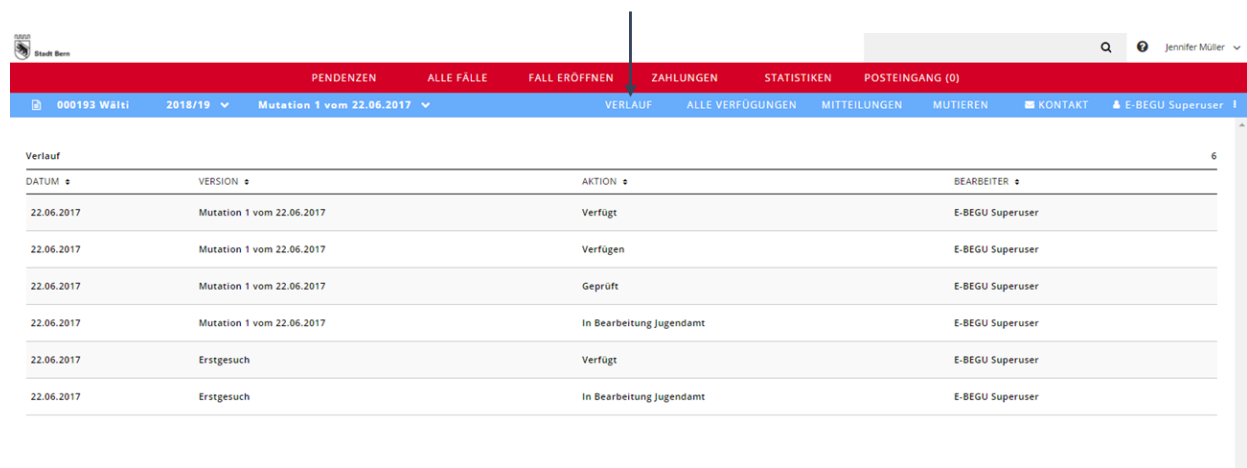 Stadt Bern
Jennifer Müller
PENDENZEN ALLE FÄLLE FALL ERÖFFNEN ZAHLUNGEN STATISTIKEN POSTEINGANG (0)
000193 Wälti 2018/19 Mutation 1 vom 22.06.2017 VERLAUF ALLE VERFÜGUNGEN MITTEILUNGEN MUTIEREN KONTAKT E-BEGU Superuser
Verlauf 6
DATUM VERSION AKTION BEARBEITER
22.06.2017 Mutation 1 vom 22.06.2017 Verfügt E-BEGU Superuser
22.06.2017 Mutation 1 vom 22.06.2017 Verfügen E-BEGU Superuser
22.06.2017 Mutation 1 vom 22.06.2017 Geprüft E-BEGU Superuser
22.06.2017 Mutation 1 vom 22.06.2017 In Bearbeitung Jugendamt E-BEGU Superuser
22.06.2017 Erstgesuch Verfügt E-BEGU Superuser
22.06.2017 Erstgesuch In Bearbeitung Jugendamt E-BEGU Superuser